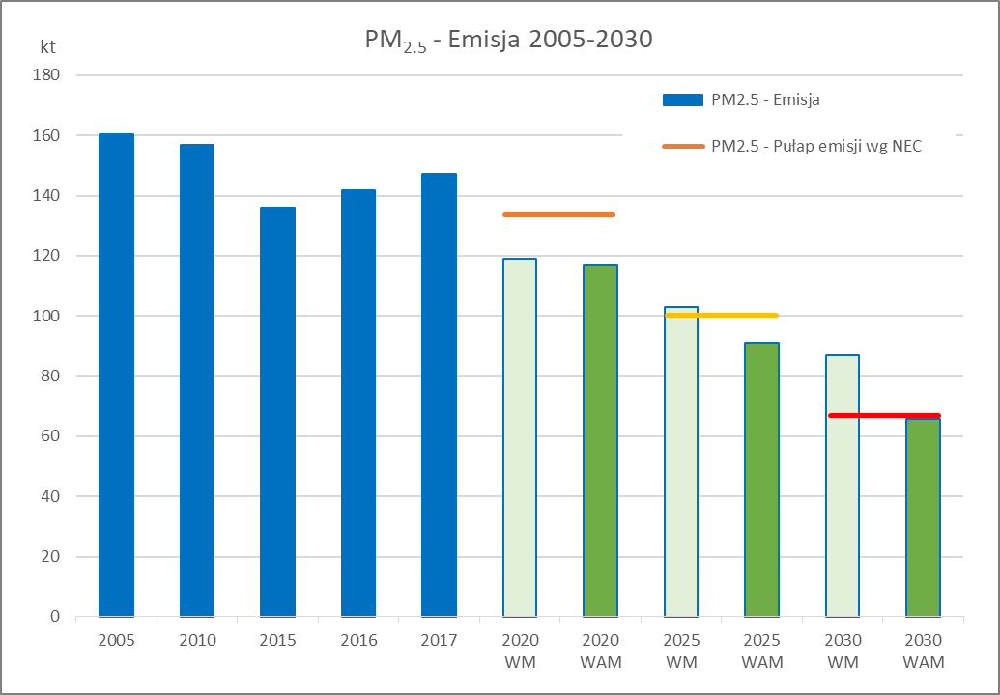 PM2.5 - Emisja 2005-2030
kt
180
160
140
120
100
80
60
40
20
0
PM2.5 - Emisja
PM2.5 - Pułap emisji wg NEC
2005 2010 2015 2016 2017 2020 2020 2025 2025 2030 2030
WM WAM WM WAM WM WAM